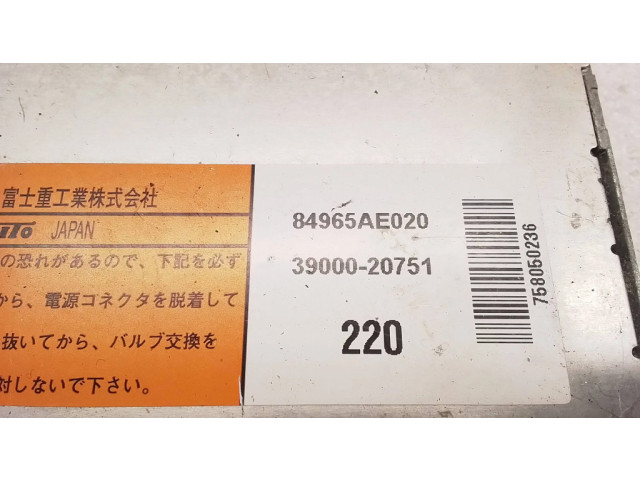 富士重工業株式会社
JAPAN
の恐れがあるので、下記を必ず
から、電源コネクタを脱着して
抜いてから、バルブ交換を
対しないで下さい。
84965AE020
39000-20751
220
758050236